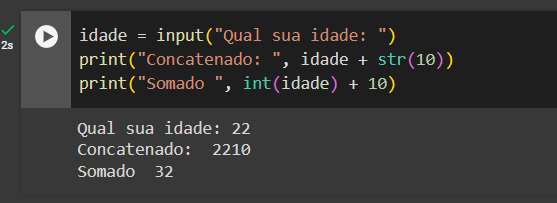 2s
idade = input("Qual sua idade: ")
print("Concatenado: ", idade + str(10))
print("Somado ", int(idade) + 10)
Qual sua idade: 22
Concatenado:  2210
Somado  32